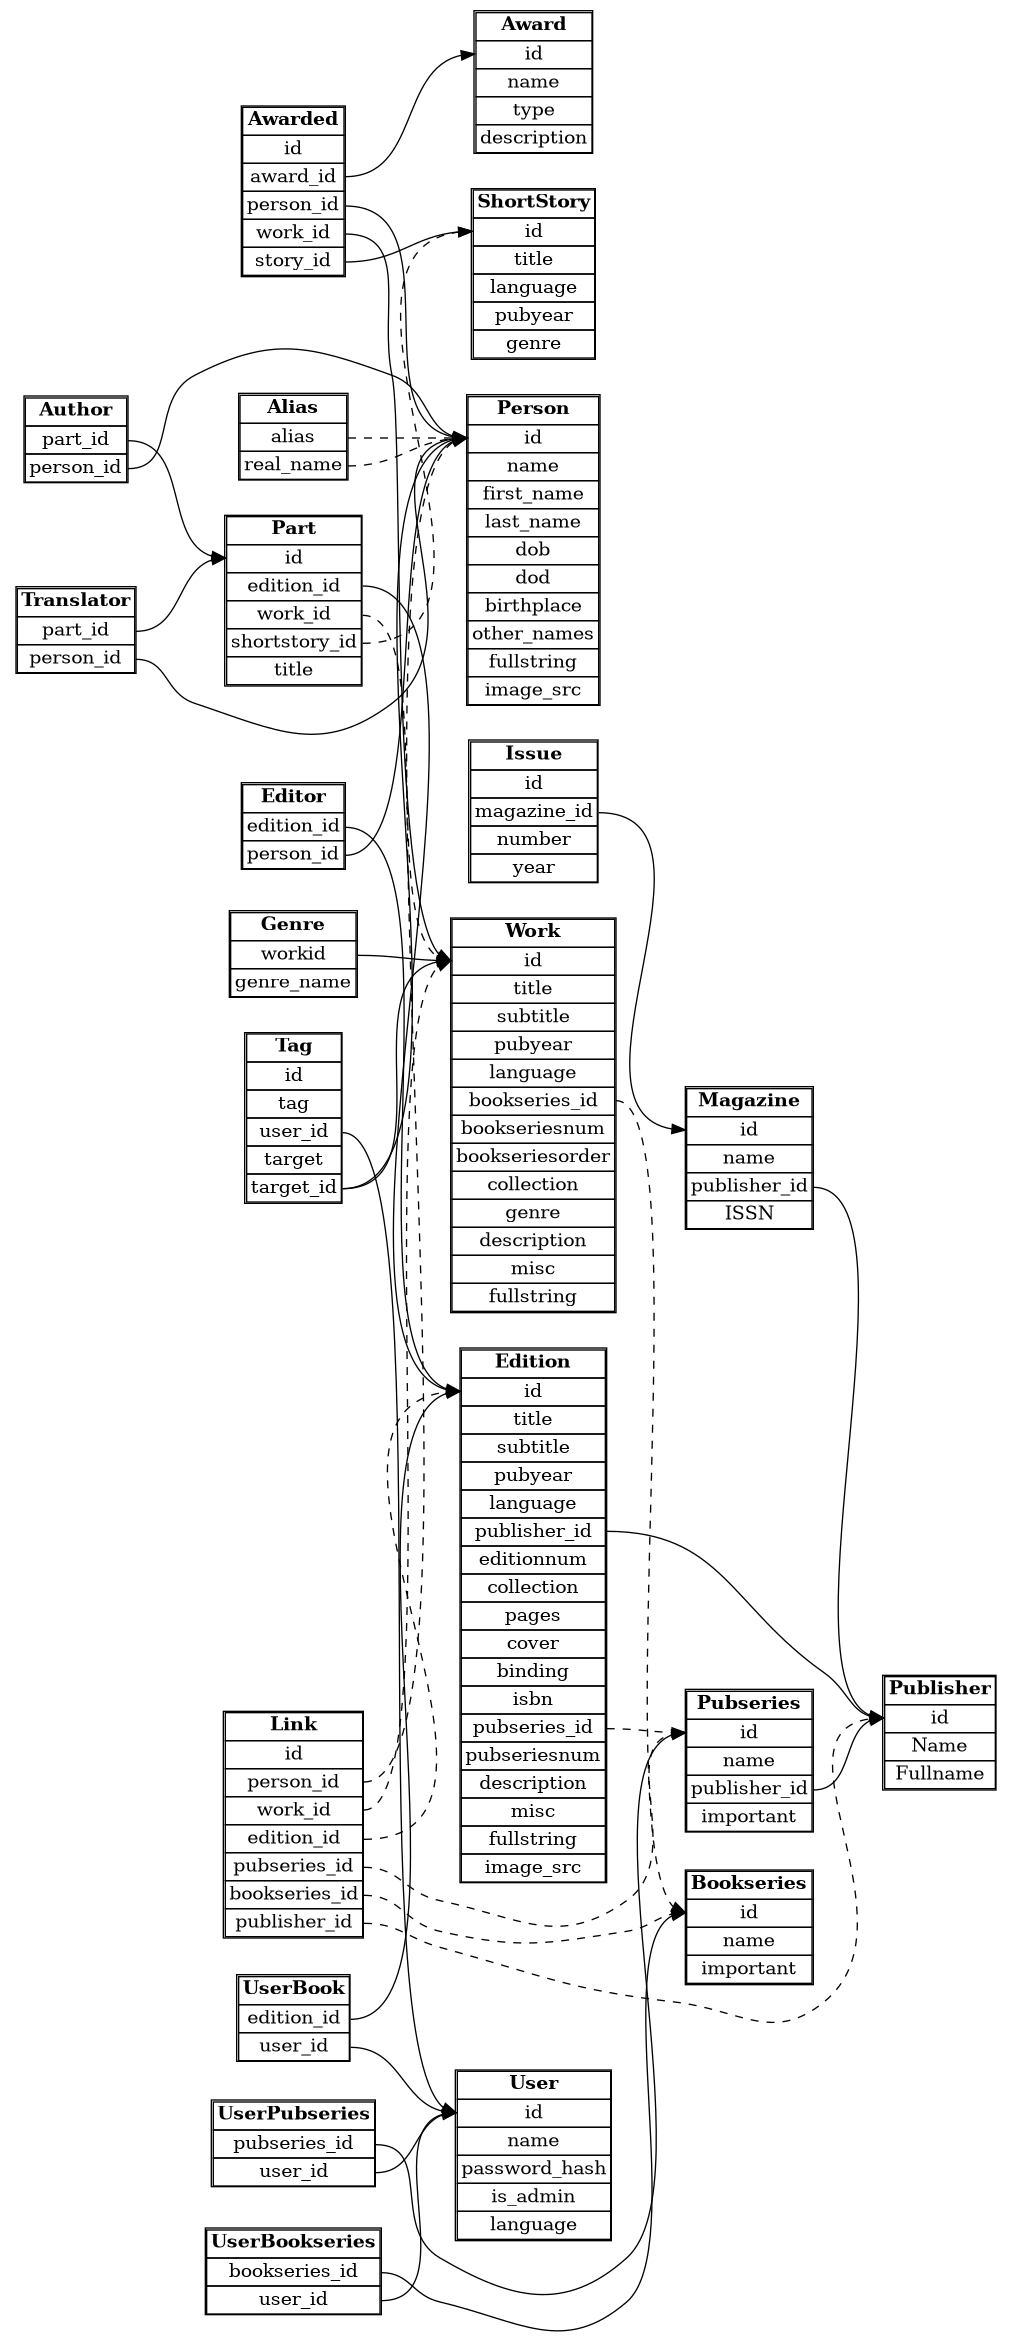 Award
id
name
type
description
Awarded
id
award_id
person_id
work_id
story_id
ShortStory
id
title
language
pubyear
genre
Author
part_id
person_id
Alias
alias
real_name
Person
id
name
first_name
last_name
dob
dod
birthplace
other_names
fullstring
image_src
Part
id
edition_id
work_id
shortstory_id
title
Translator
part_id
person_id
Issue
id
magazine_id
number
year
Editor
edition_id
person_id
Genre
workid
genre_name
Work
id
title
subtitle
pubyear
language
bookseries_id
bookseriesnum
bookseriesorder
collection
genre
description
misc
fullstring
Tag
id
tag
user_id
target
target_id
Magazine
id
name
publisher_id
ISSN
Edition
id
title
subtitle
pubyear
language
publisher_id
editionnum
collection
pages
cover
binding
isbn
pubseries_id
pubseriesnum
description
misc
fullstring
image_src
Publisher
id
Name
Fullname
Pubseries
id
name
publisher_id
important
Link
id
person_id
work_id
edition_id
pubseries_id
bookseries_id
publisher_id
Bookseries
id
name
important
UserBook
edition_id
user_id
User
id
name
password_hash
is_admin
language
UserPubseries
pubseries_id
user_id
UserBookseries
bookseries_id
user_id